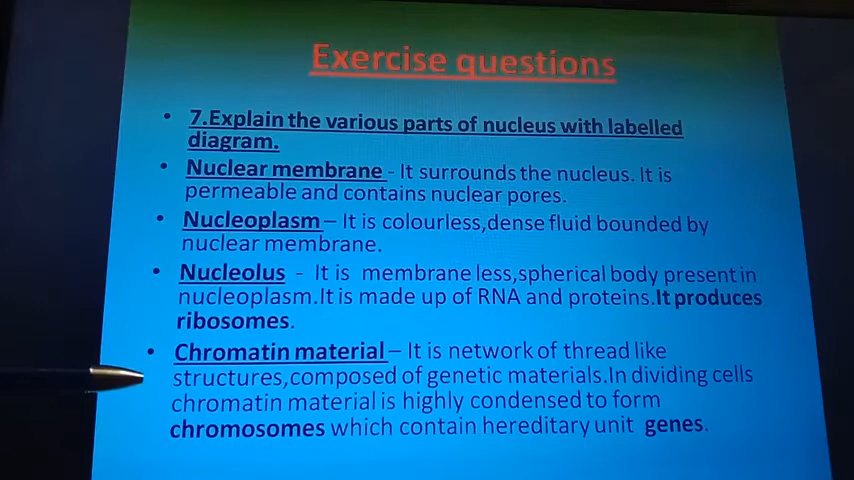 Exercise questions
• 7.Explain the various parts of nucleus with labelled
diagram.
• Nuclear membrane - It surrounds the nucleus. It is
permeable and contains nuclear pores.
• Nucleoplasm – It is colourless,dense fluid bounded by
nuclear membrane.
• Nucleolus - It is membrane less,spherical body present in
nucleoplasm.It is made up of RNA and proteins.It produces
ribosomes.
• Chromatin material – It is network of thread like
structures,composed of genetic materials.In dividing cells
chromatin material is highly condensed to form
chromosomes which contain hereditary unit genes.